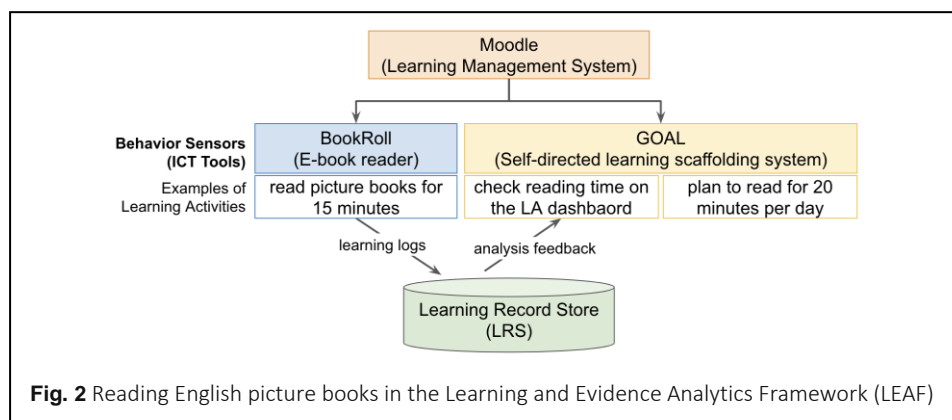 Moodle
(Learning Management System)
Behavior Sensors
(ICT Tools)
BookRoll
(E-book reader)
GOAL
(Self-directed learning scaffolding system)
Examples of
Learning Activities
read picture books for
15 minutes
check reading time on
the LA dashbaord
plan to read for 20
minutes per day
learning logs
analysis feedback
Learning Record Store
(LRS)
Fig. 2 Reading English picture books in the Learning and Evidence Analytics Framework (LEAF)